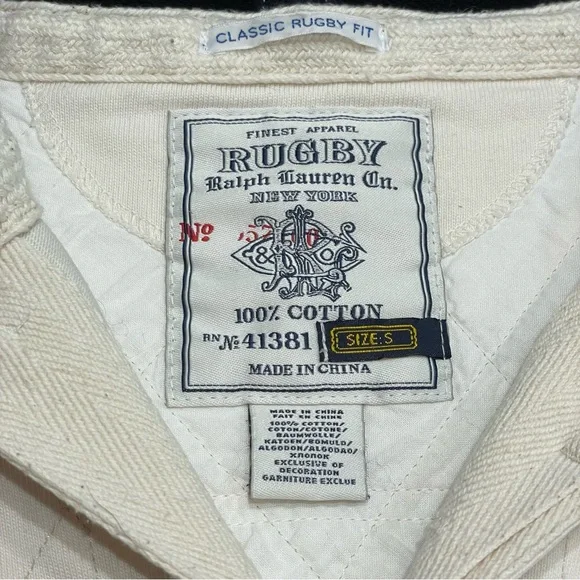 CLASSIC RUGBY FIT
FINEST APPAREL
RUGBY
Ralph Lauren Co.
NEW YORK
Nº
&
100% COTTON
RN Nº 41381
SIZE:S
MADE IN CHINA
MADE IN CHINA
FAIT EN CHINE
100% COTTON/
COTON/COTONE/
BAUMWOLLE/
KATOEN/BOMULD/
ALGODON/ALGODAO/
ХЛОПОК
EXCLUSIVE OF
DECORATION
GARNITURE EXCLUE